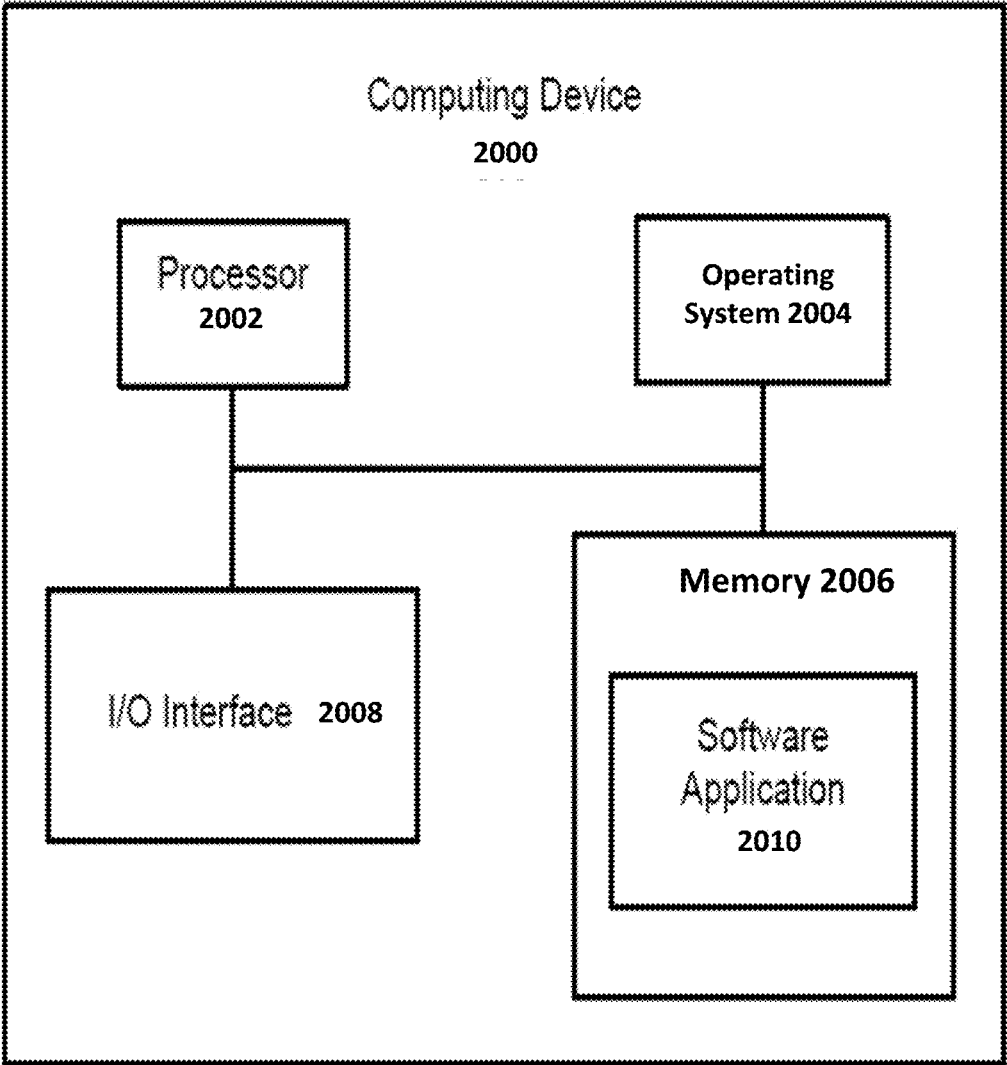 Computing Device
2000
Processor
2002
Operating
System 2004
Memory 2006
I/O Interface 2008
Software
Application
2010